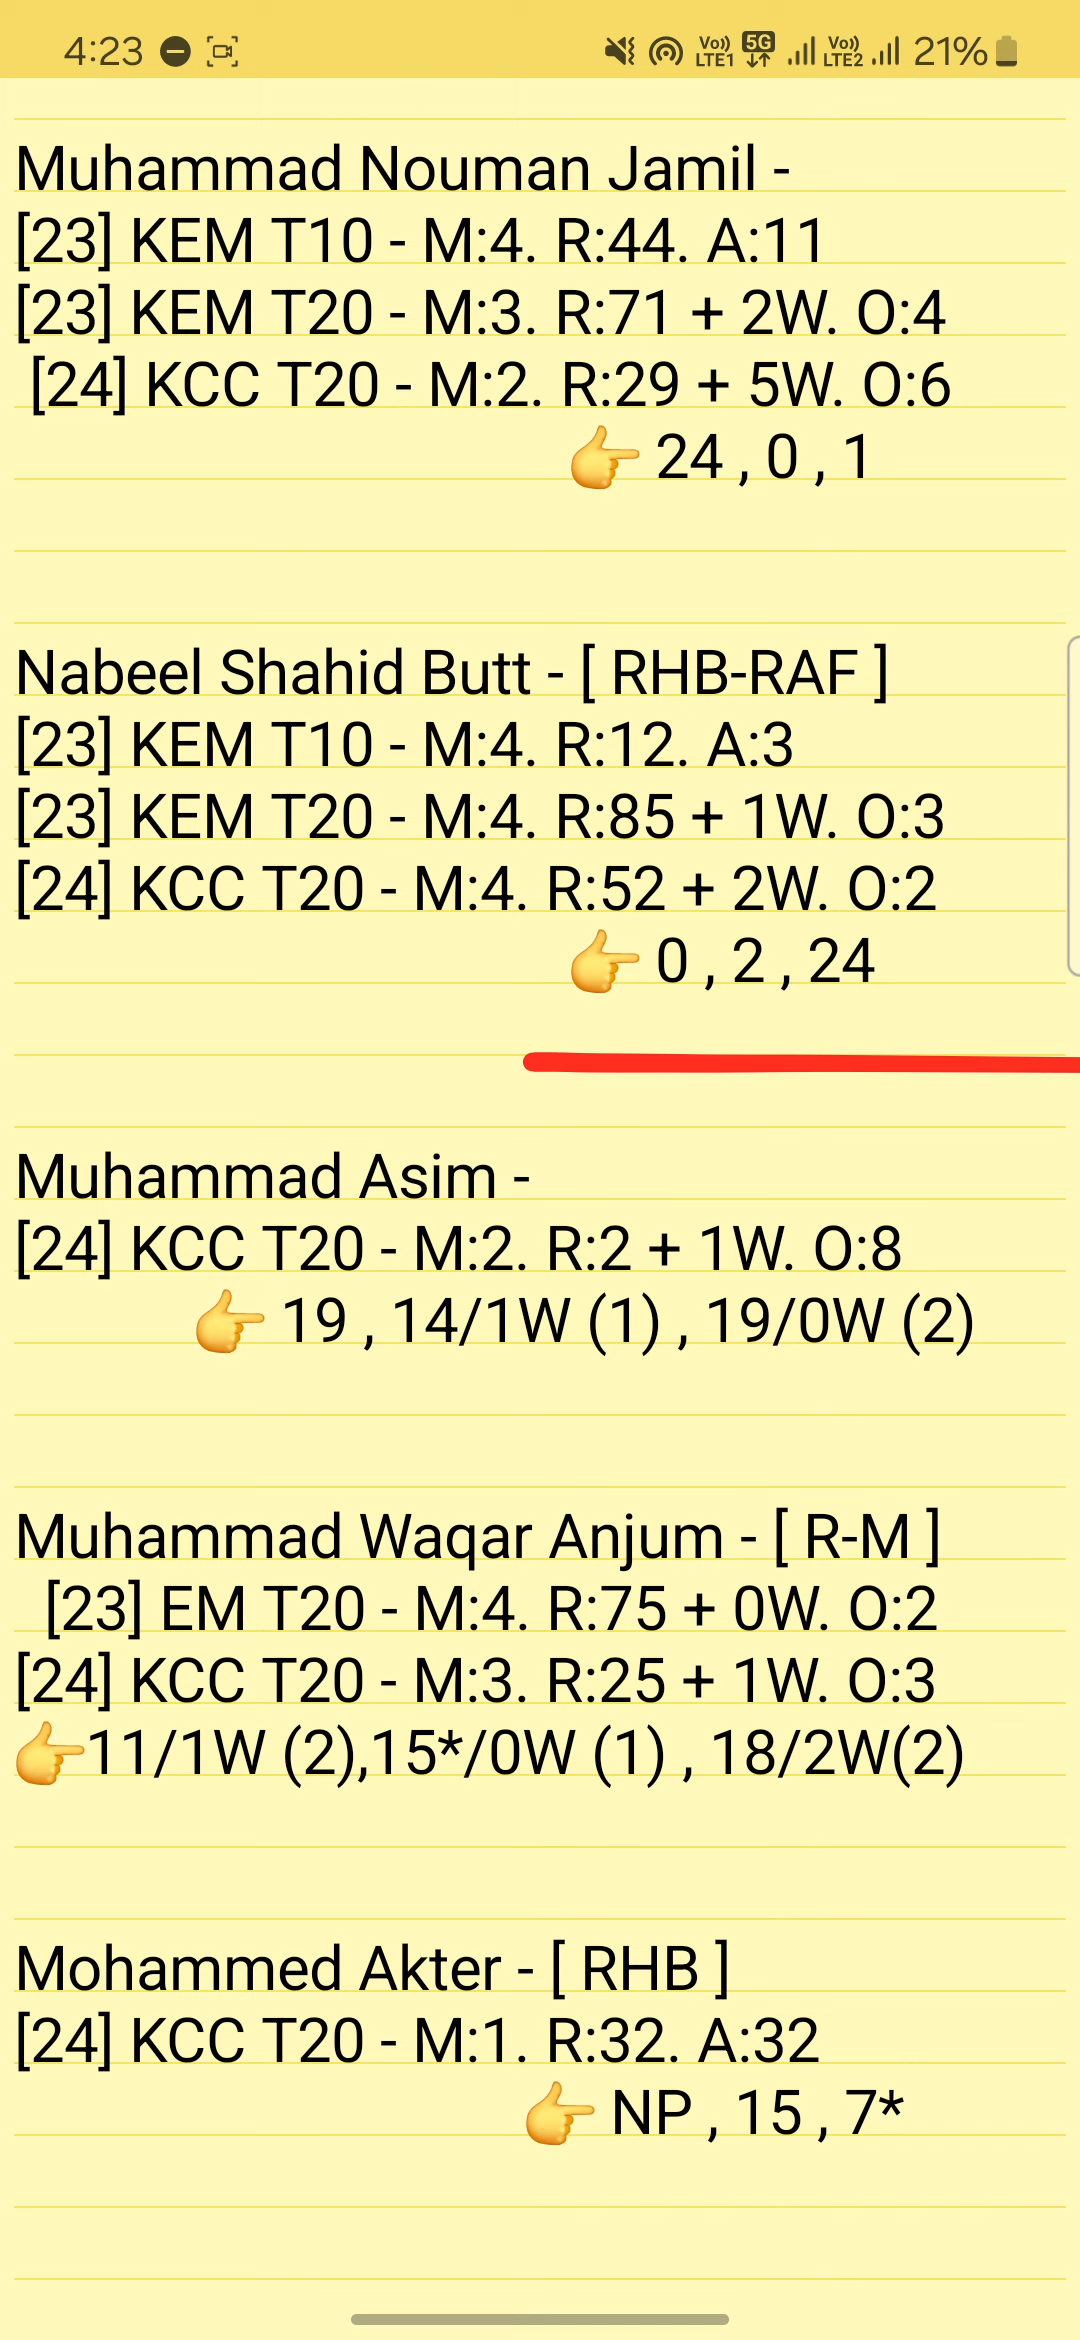 4:23 Vo)) LTE1 5G Vo)) LTE2 21%
Muhammad Nouman Jamil -
[23] KEM T10 - M:4. R:44. A:11
[23] KEM T20 - M:3. R:71 + 2W. O:4
[24] KCC T20 - M:2. R:29 + 5W. O:6
👉 24 , 0 , 1
Nabeel Shahid Butt - [ RHB-RAF ]
[23] KEM T10 - M:4. R:12. A:3
[23] KEM T20 - M:4. R:85 + 1W. O:3
[24] KCC T20 - M:4. R:52 + 2W. O:2
👉 0 , 2 , 24
Muhammad Asim -
[24] KCC T20 - M:2. R:2 + 1W. O:8
👉 19 , 14/1W (1) , 19/0W (2)
Muhammad Waqar Anjum - [ R-M ]
[23] EM T20 - M:4. R:75 + 0W. O:2
[24] KCC T20 - M:3. R:25 + 1W. O:3
👉11/1W (2),15*/0W (1) , 18/2W(2)
Mohammed Akter - [ RHB ]
[24] KCC T20 - M:1. R:32. A:32
👉 NP , 15 , 7*